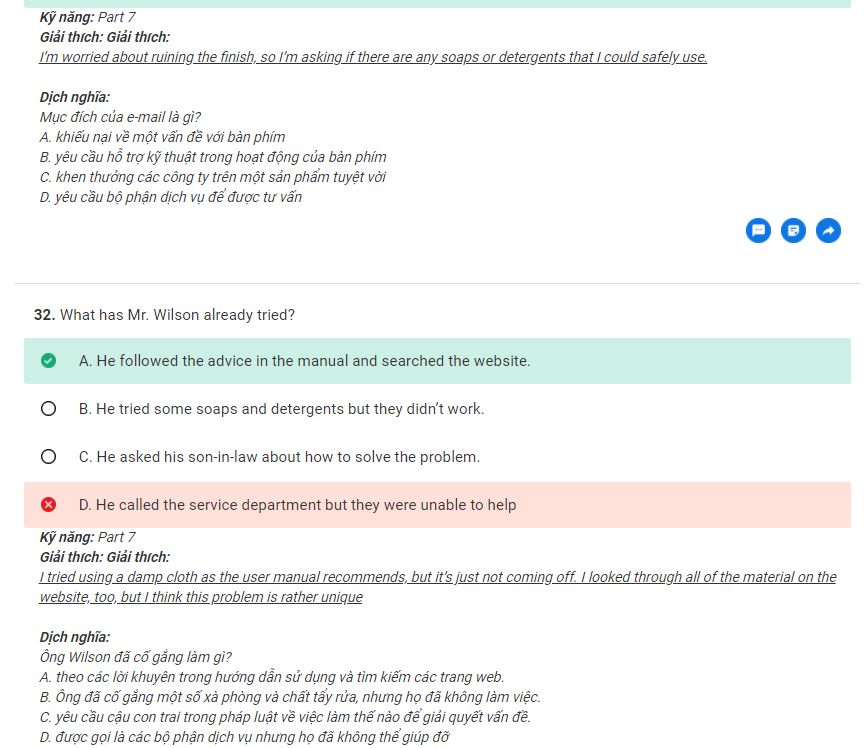 Kỹ năng: Part 7
Giải thích: Giải thích:
I'm worried about ruining the finish, so I'm asking if there are any soaps or detergents that I could safely use.
Dịch nghĩa:
Mục đích của e-mail là gì?
A. khiếu nại về một vấn đề với bàn phím
B. yêu cầu hỗ trợ kỹ thuật trong hoạt động của bàn phím
C. khen thưởng các công ty trên một sản phẩm tuyệt vời
D. yêu cầu bộ phận dịch vụ để được tư vấn
32. What has Mr. Wilson already tried?
A. He followed the advice in the manual and searched the website.
B. He tried some soaps and detergents but they didn't work.
C. He asked his son-in-law about how to solve the problem.
D. He called the service department but they were unable to help
Kỹ năng: Part 7
Giải thích: Giải thích:
I tried using a damp cloth as the user manual recommends, but it's just not coming off. I looked through all of the material on the
website, too, but I think this problem is rather unique
Dịch nghĩa:
Ông Wilson đã cố gắng làm gì?
A. theo các lời khuyên trong hướng dẫn sử dụng và tìm kiếm các trang web.
B. Ông đã cố gắng một số xà phòng và chất tẩy rửa, nhưng họ đã không làm việc.
C. yêu cầu cậu con trai trong pháp luật về việc làm thế nào để giải quyết vấn đề.
D. được gọi là các bộ phận dịch vụ nhưng họ đã không thể giúp đỡ